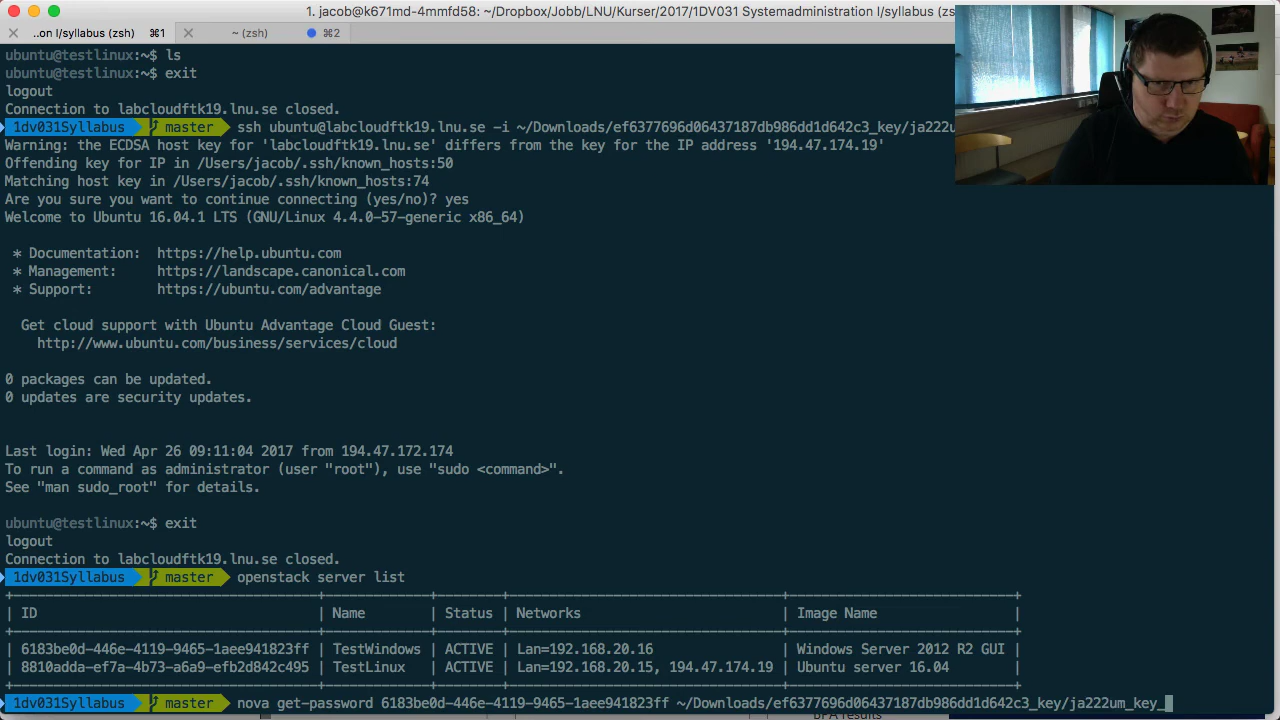 1. jacob@k671md-4mmfd58: ~/Dropbox/Jobb/LNU/Kurser/2017/1DV031 Systemadministration I/syllabus (zsh)
..on I/syllabus (zsh) ⌘1 ~ (zsh) ⌘2
ubuntu@testlinux:~$ ls
ubuntu@testlinux:~$ exit
logout
Connection to labcloudftk19.lnu.se closed.
1dv031Syllabus master ssh ubuntu@labcloudftk19.lnu.se -i ~/Downloads/ef6377696d06437187db986dd1d642c3_key/ja222u
Warning: the ECDSA host key for 'labcloudftk19.lnu.se' differs from the key for the IP address '194.47.174.19'
Offending key for IP in /Users/jacob/.ssh/known_hosts:50
Matching host key in /Users/jacob/.ssh/known_hosts:74
Are you sure you want to continue connecting (yes/no)? yes
Welcome to Ubuntu 16.04.1 LTS (GNU/Linux 4.4.0-57-generic x86_64)
* Documentation: https://help.ubuntu.com
* Management: https://landscape.canonical.com
* Support: https://ubuntu.com/advantage
Get cloud support with Ubuntu Advantage Cloud Guest:
http://www.ubuntu.com/business/services/cloud
0 packages can be updated.
0 updates are security updates.
Last login: Wed Apr 26 09:11:04 2017 from 194.47.172.174
To run a command as administrator (user "root"), use "sudo <command>".
See "man sudo_root" for details.
ubuntu@testlinux:~$ exit
logout
Connection to labcloudftk19.lnu.se closed.
1dv031Syllabus master openstack server list
| ID | Name | Status | Networks | Image Name |
| 6183be0d-446e-4119-9465-1aee941823ff | TestWindows | ACTIVE | Lan=192.168.20.16 | Windows Server 2012 R2 GUI |
| 8810adda-ef7a-4b73-a6a9-efb2d842c495 | TestLinux | ACTIVE | Lan=192.168.20.15, 194.47.174.19 | Ubuntu server 16.04 |
1dv031Syllabus master nova get-password 6183be0d-446e-4119-9465-1aee941823ff ~/Downloads/ef6377696d06437187db986dd1d642c3_key/ja222um_key_